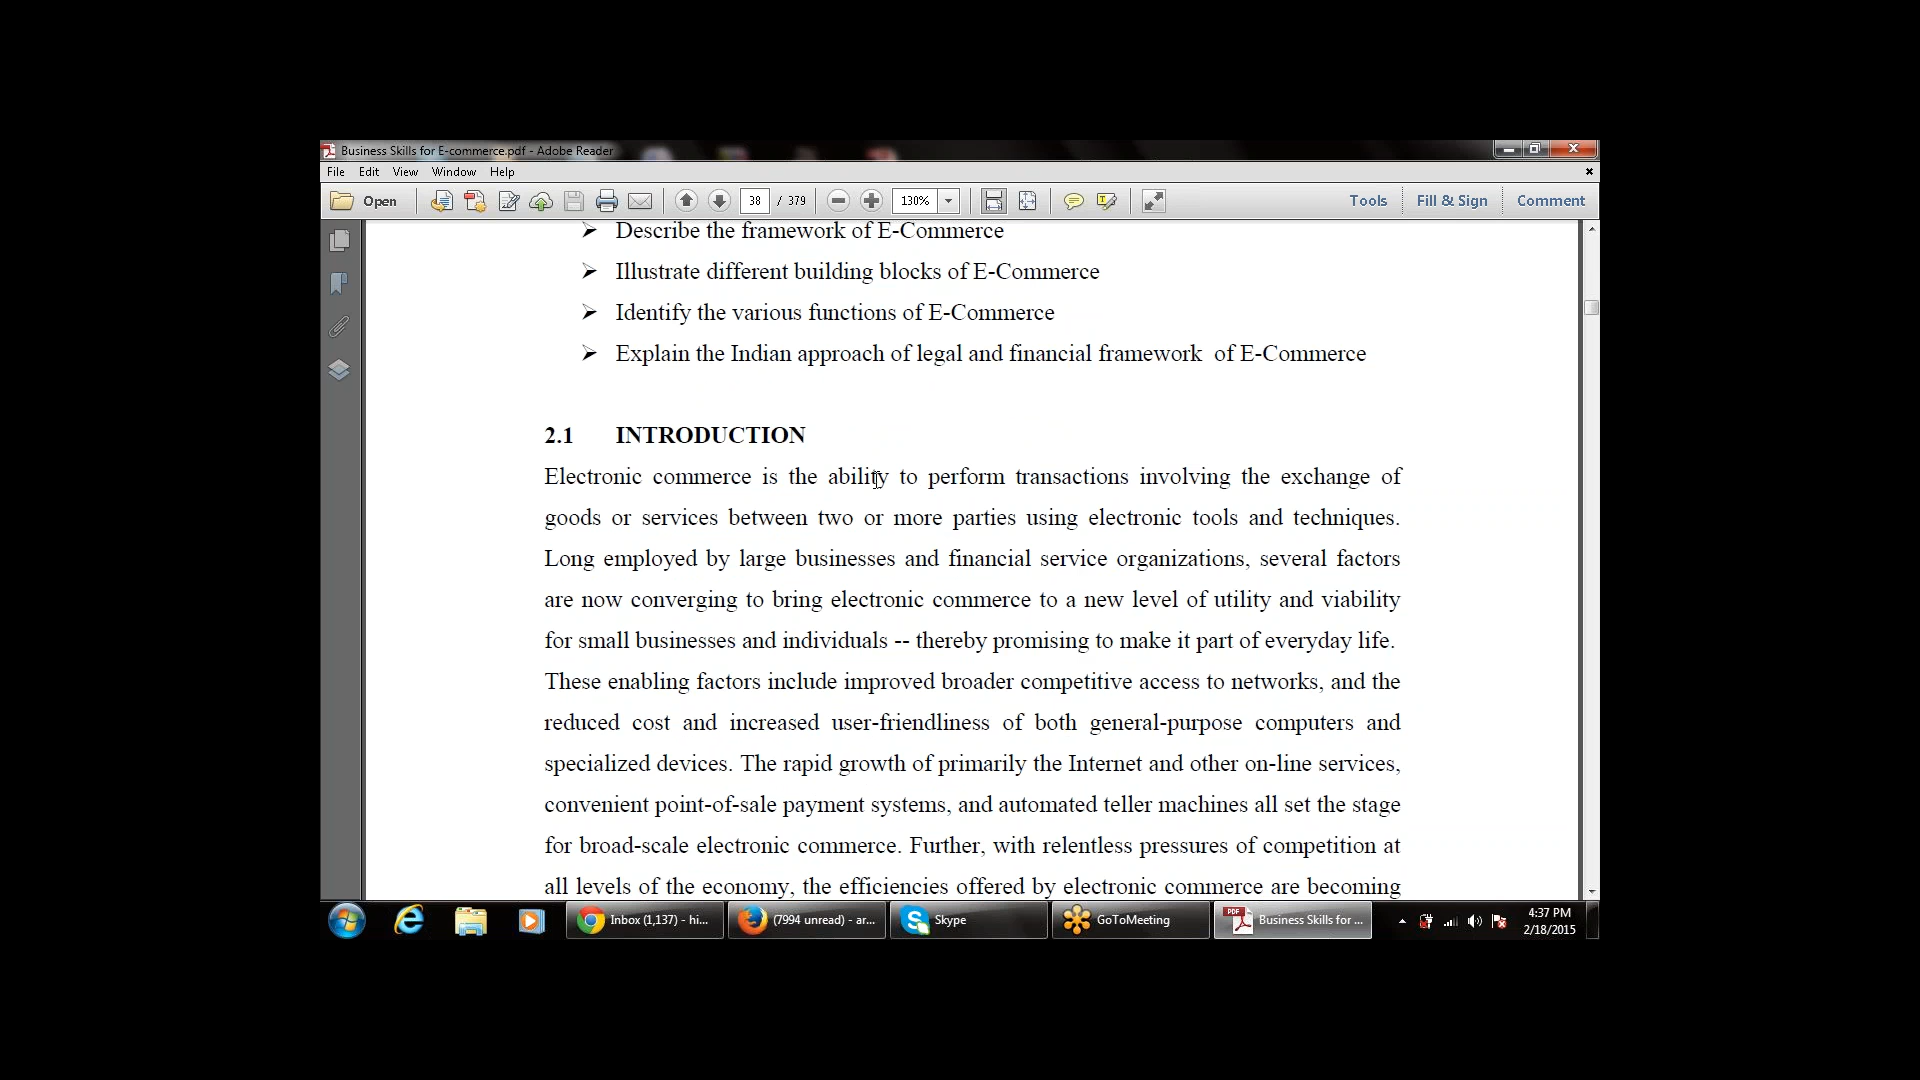 Business Skills for E-commerce.pdf - Adobe Reader
File Edit View Window Help
Open 38 / 379 130% Tools Fill & Sign Comment
➢ Describe the framework of E-Commerce
➢ Illustrate different building blocks of E-Commerce
➢ Identify the various functions of E-Commerce
➢ Explain the Indian approach of legal and financial framework of E-Commerce
2.1 INTRODUCTION
Electronic commerce is the ability to perform transactions involving the exchange of
goods or services between two or more parties using electronic tools and techniques.
Long employed by large businesses and financial service organizations, several factors
are now converging to bring electronic commerce to a new level of utility and viability
for small businesses and individuals -- thereby promising to make it part of everyday life.
These enabling factors include improved broader competitive access to networks, and the
reduced cost and increased user-friendliness of both general-purpose computers and
specialized devices. The rapid growth of primarily the Internet and other on-line services,
convenient point-of-sale payment systems, and automated teller machines all set the stage
for broad-scale electronic commerce. Further, with relentless pressures of competition at
all levels of the economy, the efficiencies offered by electronic commerce are becoming
Inbox (1,137) - hi... (7994 unread) - ar... Skype GoToMeeting PDF Business Skills for ... 4:37 PM
2/18/2015